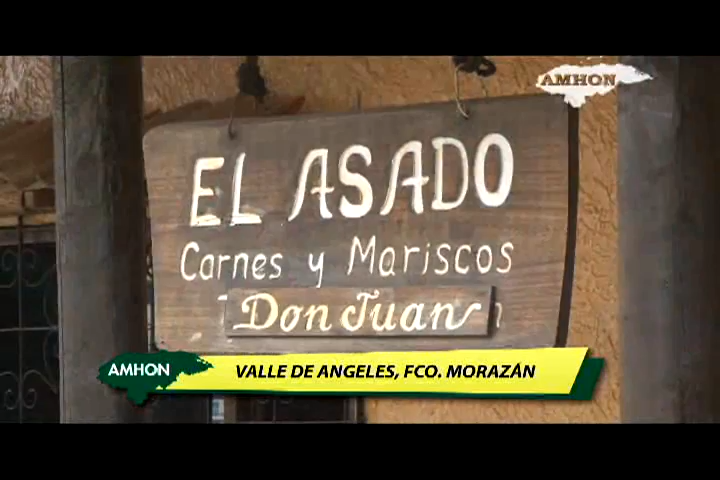 AMHON
EL ASADO
Carnes y Mariscos
Don Juan
AMHON
VALLE DE ANGELES, FCO. MORAZÁN